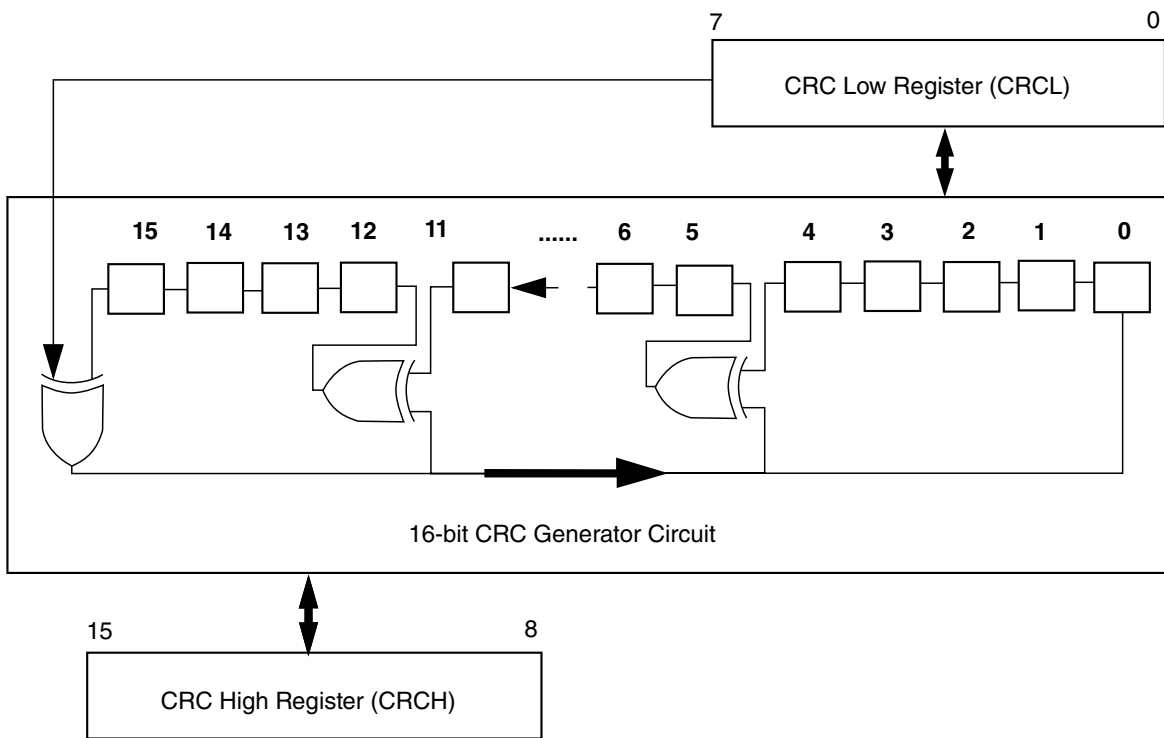 7 0
CRC Low Register (CRCL)
15 14 13 12 11 ...... 6 5 4 3 2 1 0
16-bit CRC Generator Circuit
15 8
CRC High Register (CRCH)